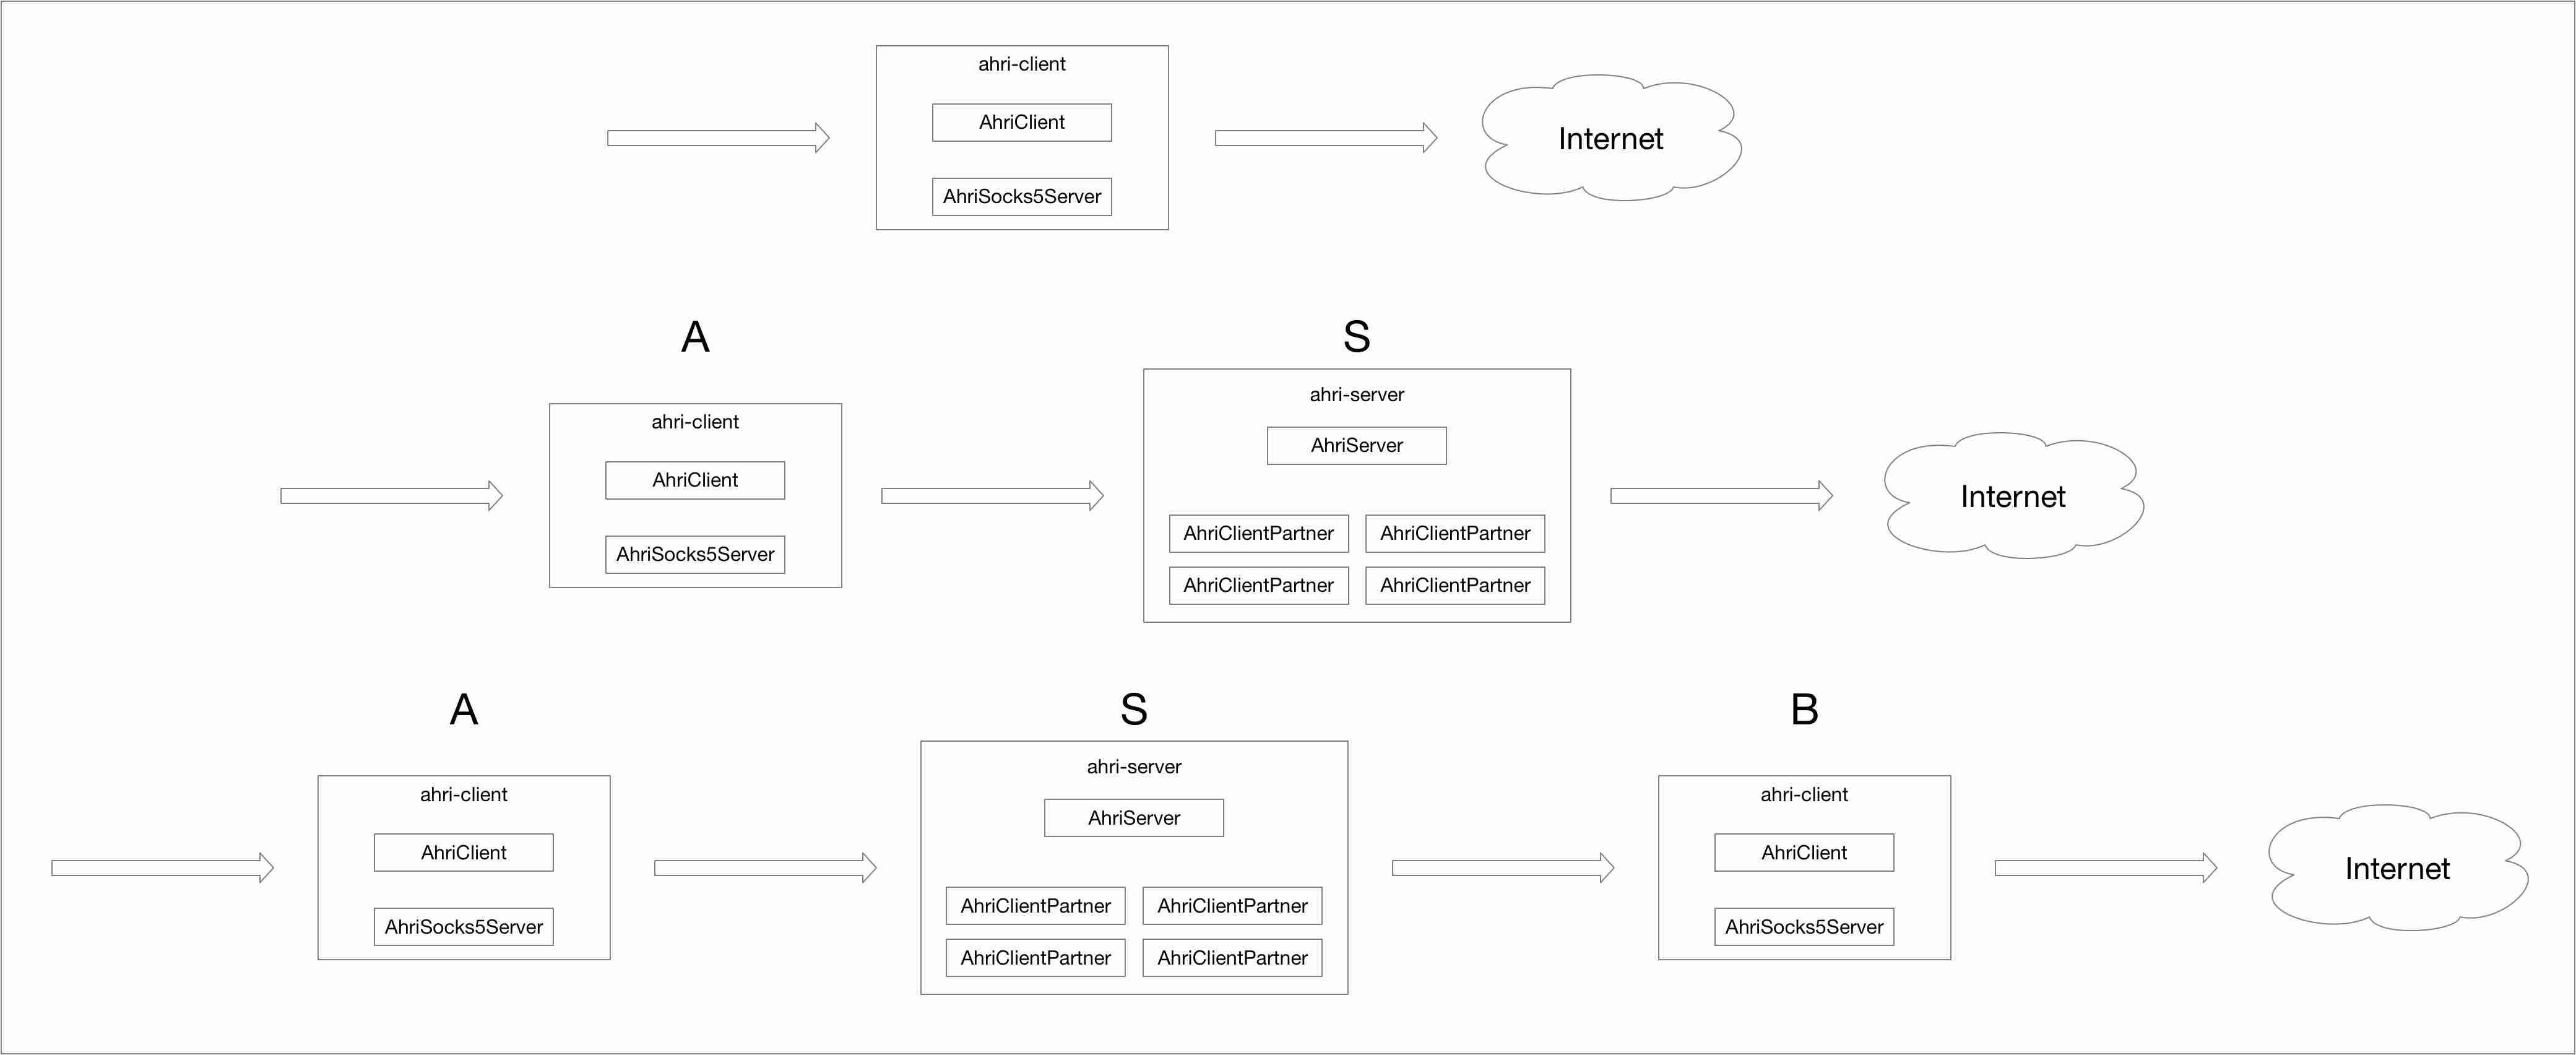 ahri-client
AhriClient
AhriSocks5Server
Internet
A
S
ahri-client
AhriClient
AhriSocks5Server
ahri-server
AhriServer
AhriClientPartner AhriClientPartner
AhriClientPartner AhriClientPartner
Internet
A
S
B
ahri-client
AhriClient
AhriSocks5Server
ahri-server
AhriServer
AhriClientPartner AhriClientPartner
AhriClientPartner AhriClientPartner
ahri-client
AhriClient
AhriSocks5Server
Internet